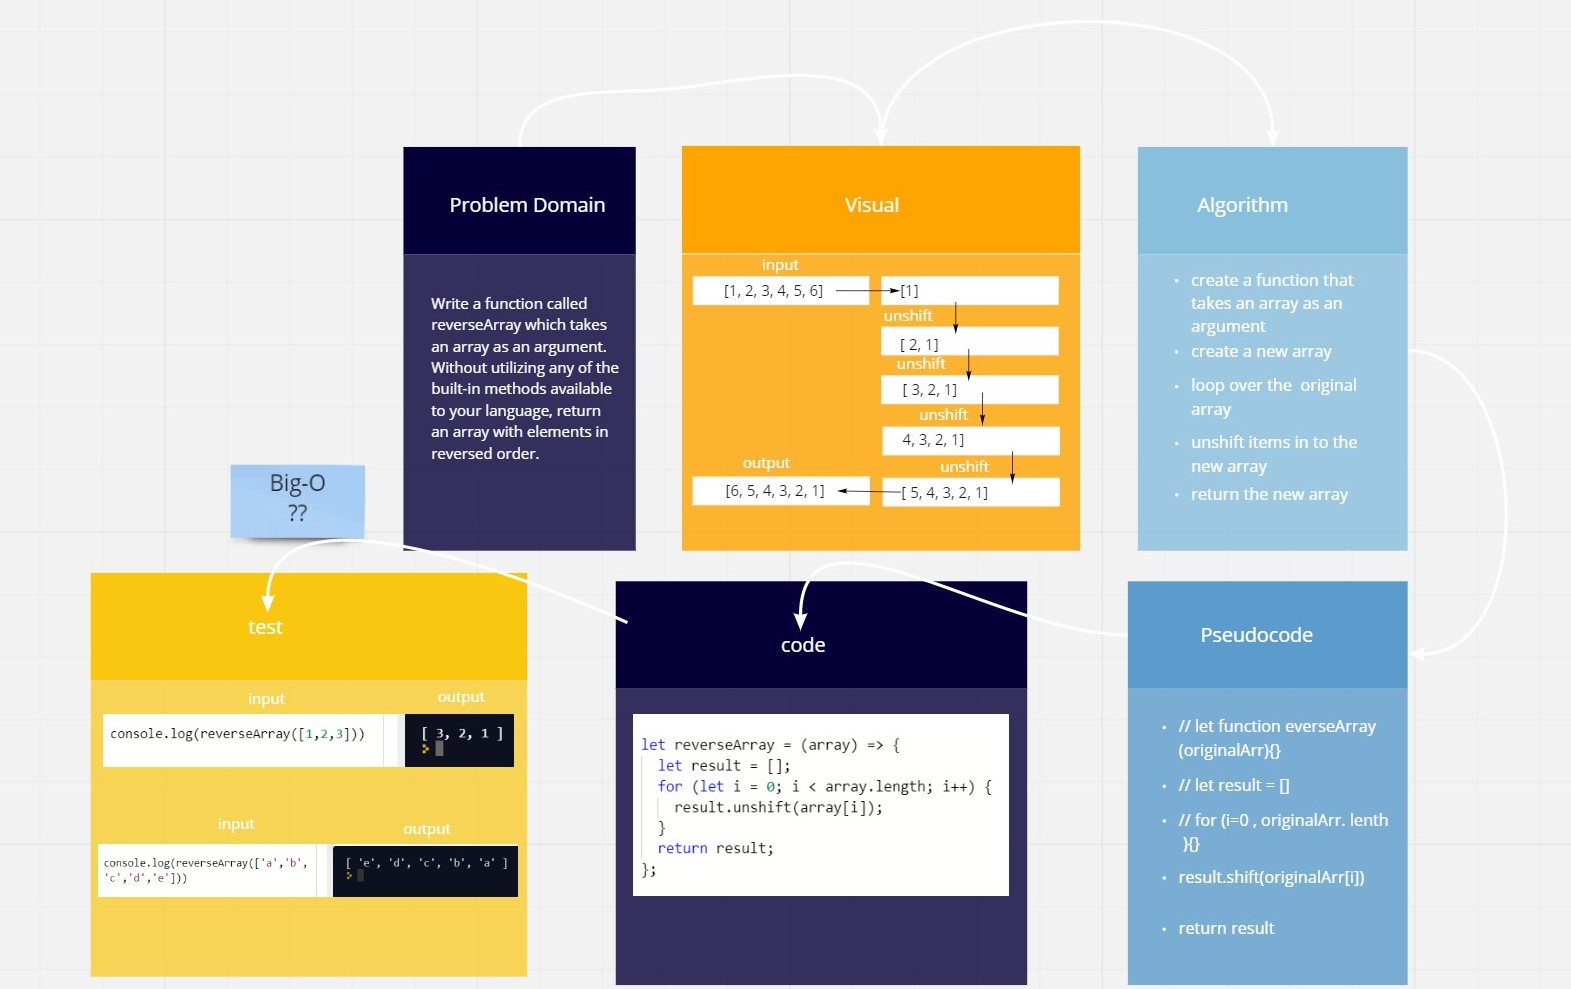 Problem Domain
Write a function called
reverseArray which takes
an array as an argument.
Without utilizing any of the
built-in methods available
to your language, return
an array with elements in
reversed order.
Visual
input
[1, 2, 3, 4, 5, 6]
[1]
unshift
[ 2, 1]
unshift
[ 3, 2, 1]
unshift
4, 3, 2, 1]
unshift
[ 5, 4, 3, 2, 1]
output
[6, 5, 4, 3, 2, 1]
Algorithm
• create a function that
takes an array as an
argument
• create a new array
• loop over the  original
array
• unshift items in to the
new array
• return the new array
Big-O
??
test
input
output
console.log(reverseArray([1,2,3]))
[ 3, 2, 1 ]
input
output
console.log(reverseArray(['a','b',
'c','d','e']))
[ 'e', 'd', 'c', 'b', 'a' ]
code
let reverseArray = (array) => {
let result = [];
for (let i = 0; i < array.length; i++) {
result.unshift(array[i]);
}
return result;
};
Pseudocode
• // let function everseArray
(originalArr){}
• // let result = []
• // for (i=0 , originalArr. lenth
){}
• result.shift(originalArr[i])
• return result